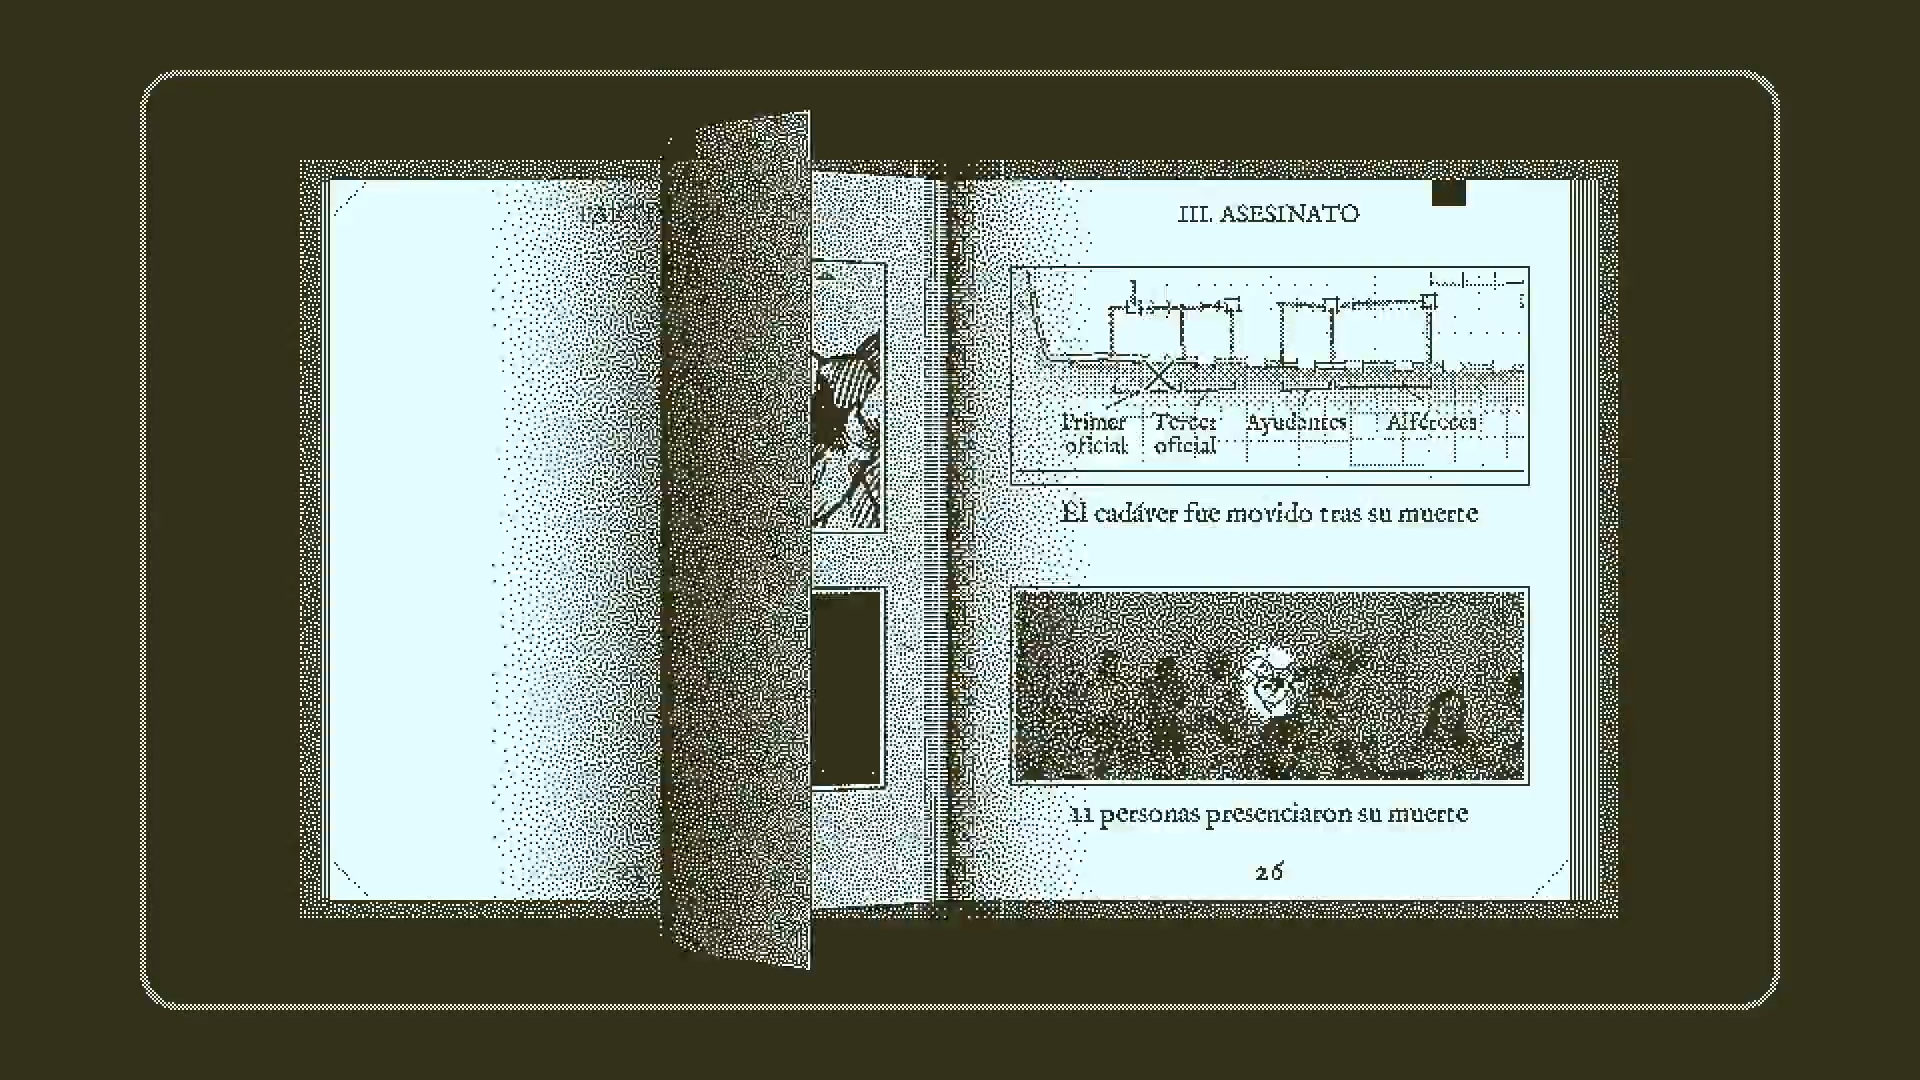 III. ASESINATO
Primer Tercer Ayudantes Alféreces
oficial oficial
El cadáver fue movido tras su muerte
11 personas presenciaron su muerte
26